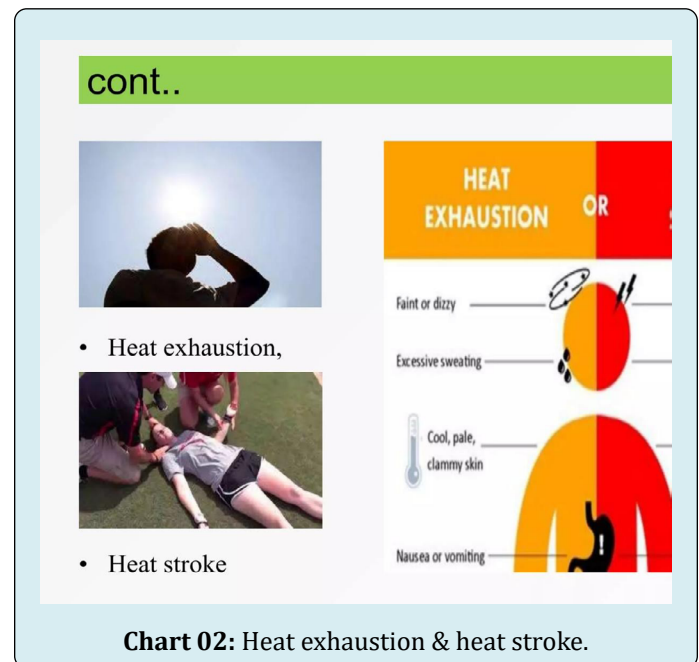 cont..
• Heat exhaustion,
• Heat stroke
HEAT
EXHAUSTION
OR
Faint or dizzy
Excessive sweating
Cool, pale,
clammy skin
Nausea or vomiting
!
Chart 02: Heat exhaustion & heat stroke.